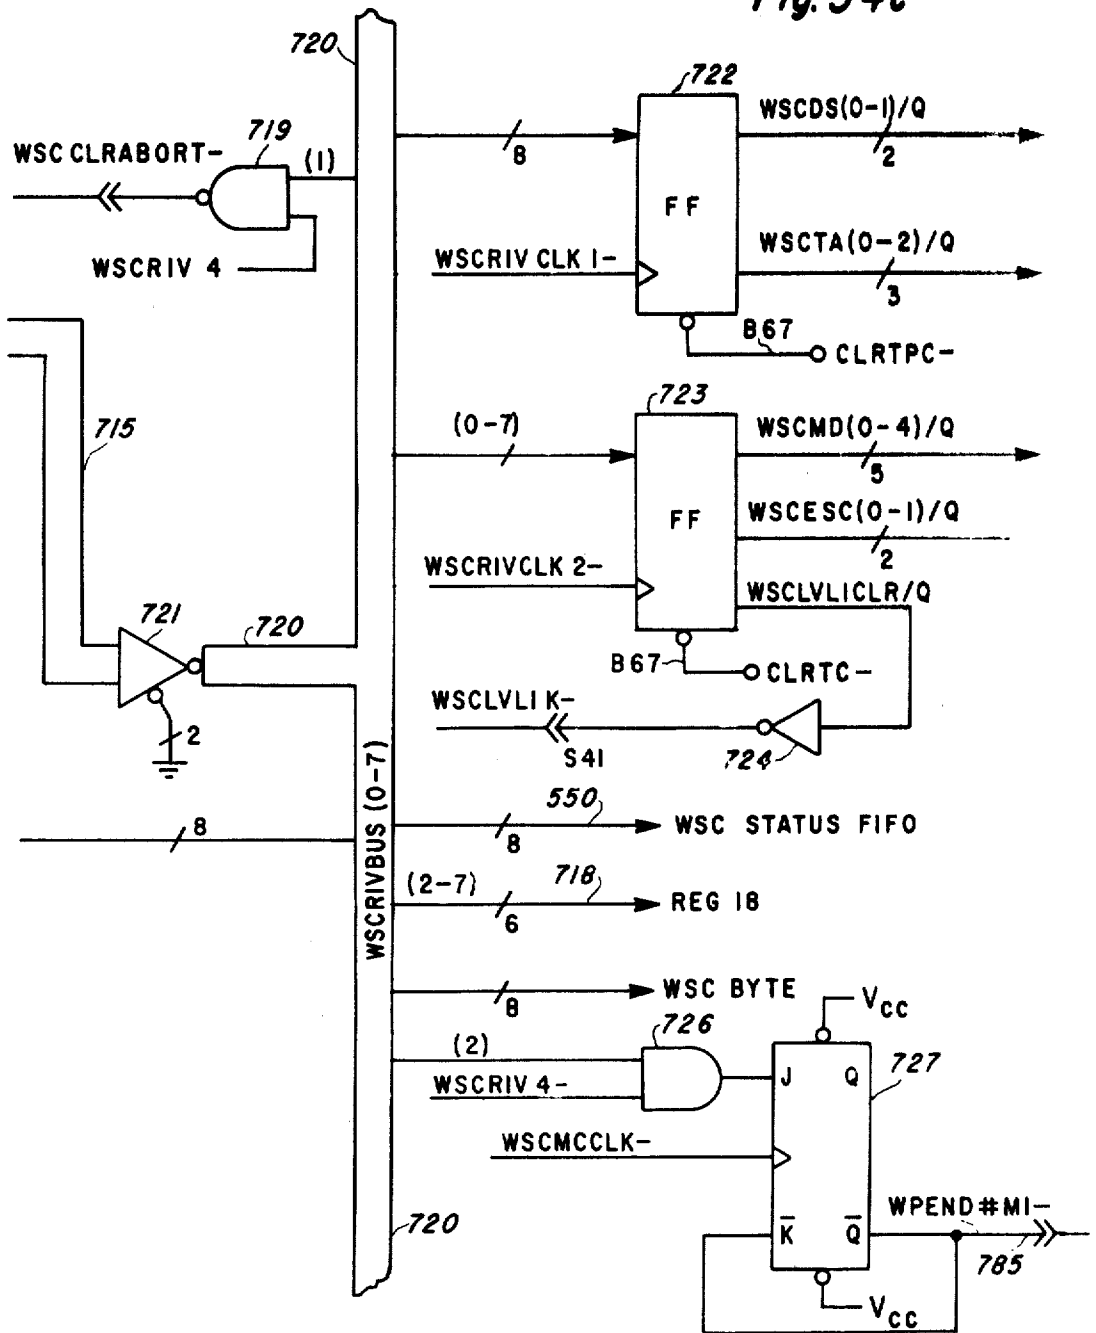 720
722
WSCDS(0-1)/Q
2
8
719
WSC CLRABORT-
(1)
FF
WSCRIV 4
WSCRIV CLK 1-
WSCTA(0-2)/Q
3
B67
CLRTPC-
715
723
(0-7)
WSCMD(0-4)/Q
5
FF
WSCESC(0-1)/Q
2
WSCRIVCLK 2-
WSCLVL1CLR/Q
721
720
B67
CLRTC-
WSCLVL1 K-
S41
724
2
WSCRIVBUS (0-7)
8
550
8
WSC STATUS FIFO
(2-7)
718
6
REG 18
8
WSC BYTE
VCC
(2)
726
727
J
Q
WSCRIV 4-
WSCMCCLK-
WPEND#MI-
K
Q
785
720
VCC